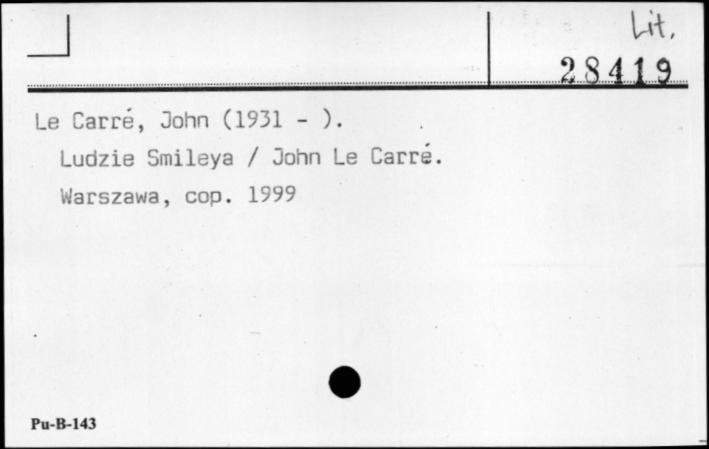 Lit.
28419
Le Carré, John (1931 - ).
Ludzie Smileya / John Le Carré.
Warszawa, cop. 1999
Pu-B-143